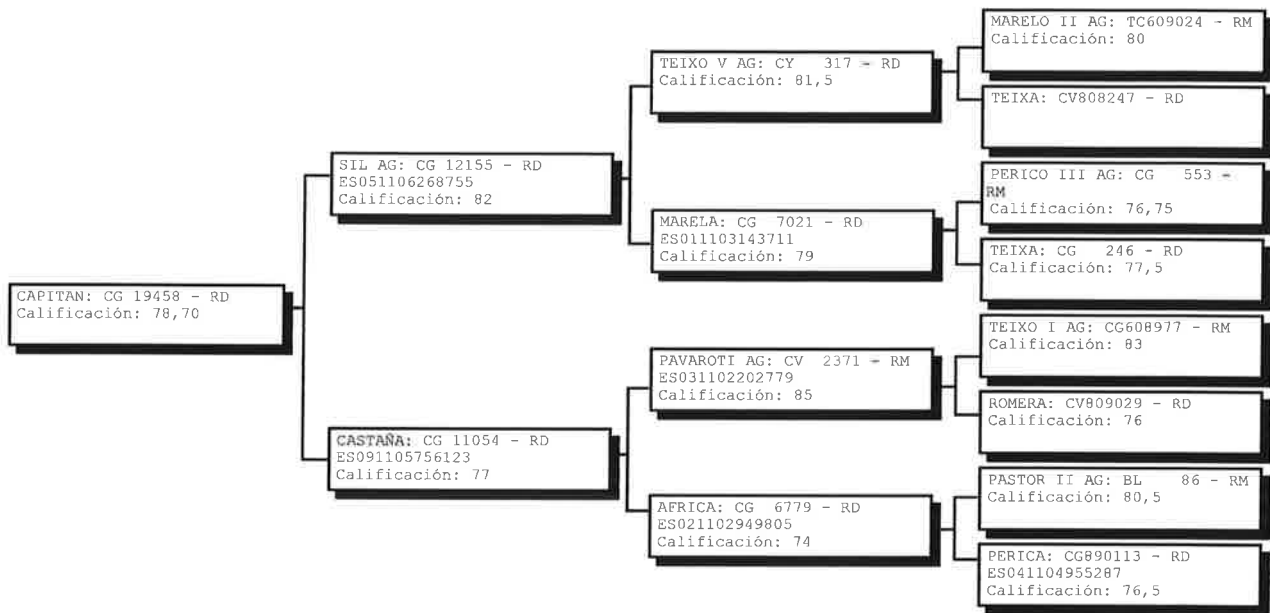 CAPITAN: CG 19458 - RD
Calificación: 78,70
SIL AG: CG 12155 - RD
ES051106268755
Calificación: 82
CASTAÑA: CG 11054 - RD
ES091105756123
Calificación: 77
TEIXO V AG: CY 317 - RD
Calificación: 81,5
MARELA: CG 7021 - RD
ES011103143711
Calificación: 79
PAVAROTI AG: CV 2371 - RM
ES031102202779
Calificación: 85
AFRICA: CG 6779 - RD
ES021102949805
Calificación: 74
MARELO II AG: TC609024 - RM
Calificación: 80
TEIXA: CV808247 - RD
PERICO III AG: CG 553 -
RM
Calificación: 76,75
TEIXA: CG 246 - RD
Calificación: 77,5
TEIXO I AG: CG608977 - RM
Calificación: 83
ROMERA: CV809029 - RD
Calificación: 76
PASTOR II AG: BL 86 - RM
Calificación: 80,5
PERICA: CG890113 - RD
ES041104955287
Calificación: 76,5